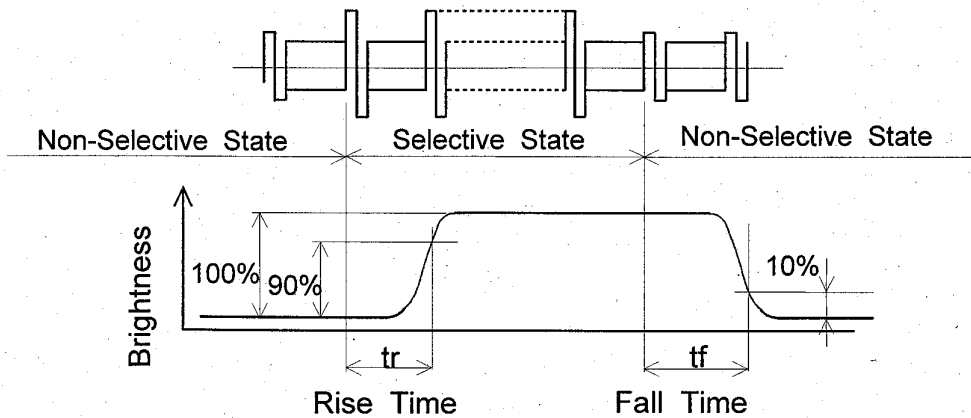 Non-Selective State
Selective State
Non-Selective State
Brightness
100%
90%
10%
tr
tf
Rise Time
Fall Time